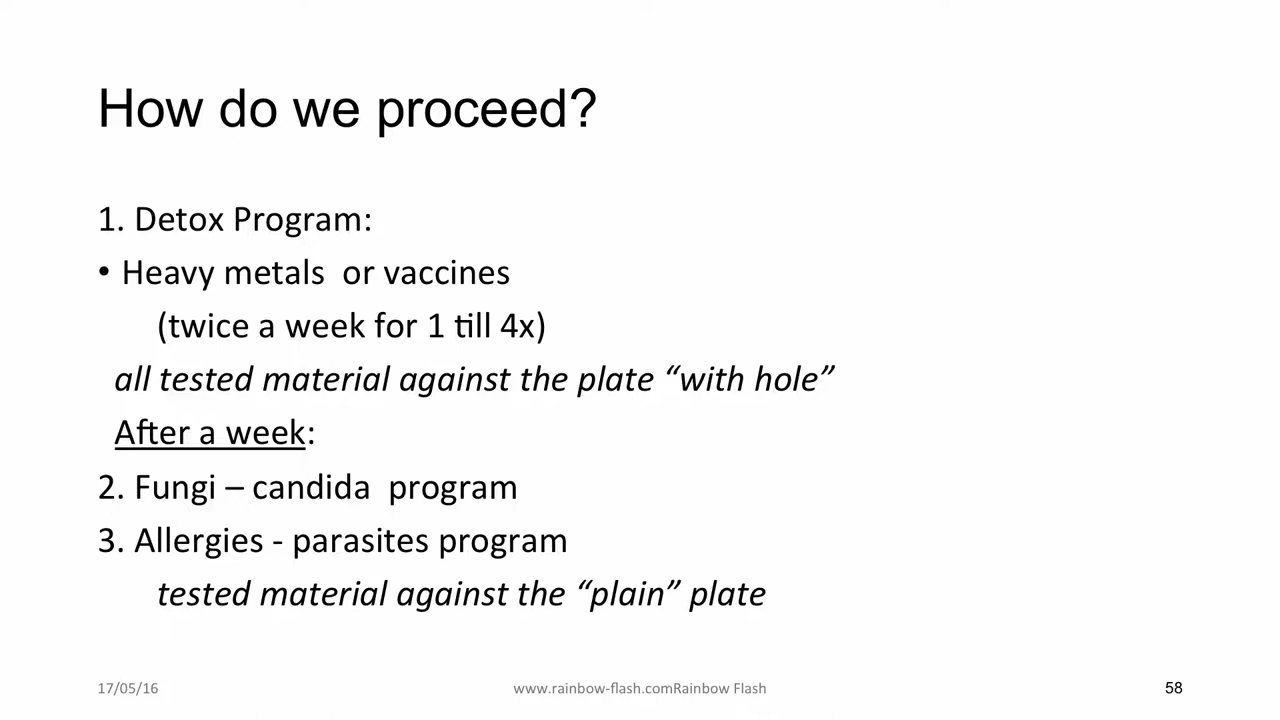 How do we proceed?
1. Detox Program:
• Heavy metals  or vaccines
(twice a week for 1 till 4x)
all tested material against the plate “with hole”
After a week:
2. Fungi – candida  program
3. Allergies - parasites program
tested material against the “plain” plate
17/05/16
www.rainbow-flash.comRainbow Flash
58